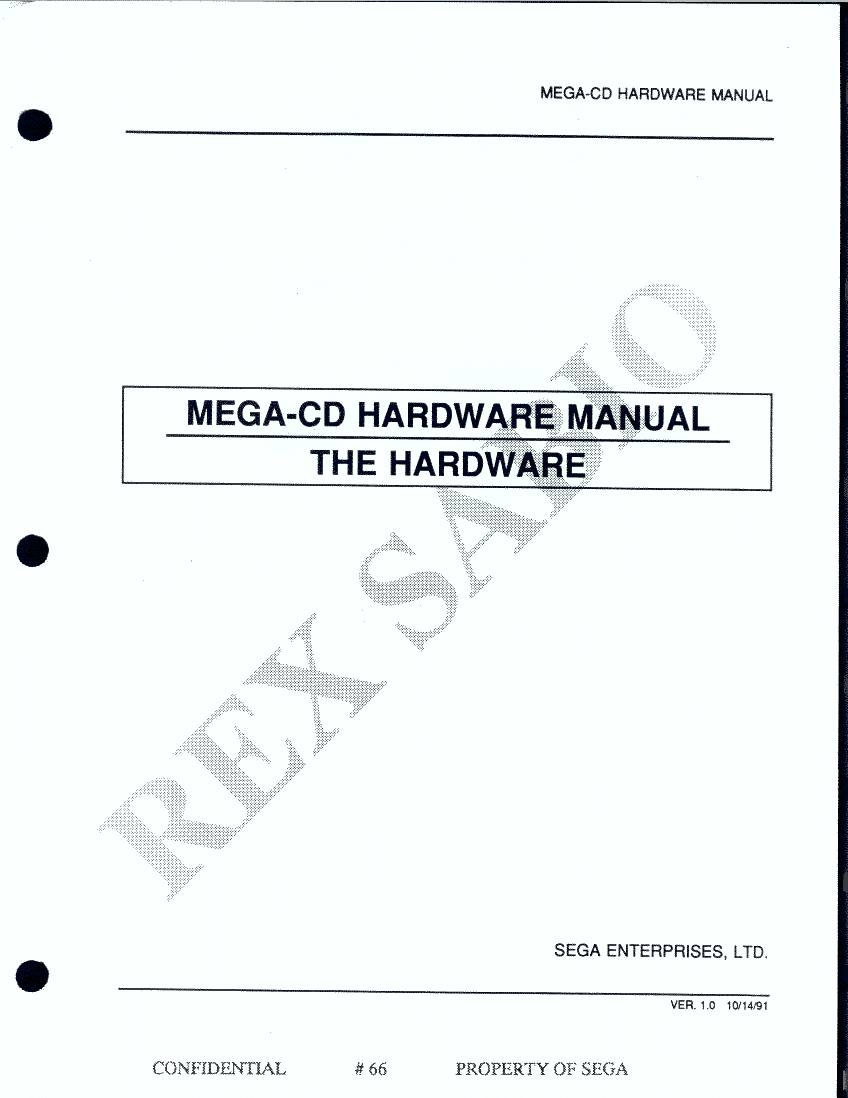 MEGA-CD HARDWARE MANUAL
MEGA-CD HARDWARE MANUAL
THE HARDWARE
REX SABIO
SEGA ENTERPRISES, LTD.
VER. 1.0 10/14/91
CONFIDENTIAL # 66 PROPERTY OF SEGA